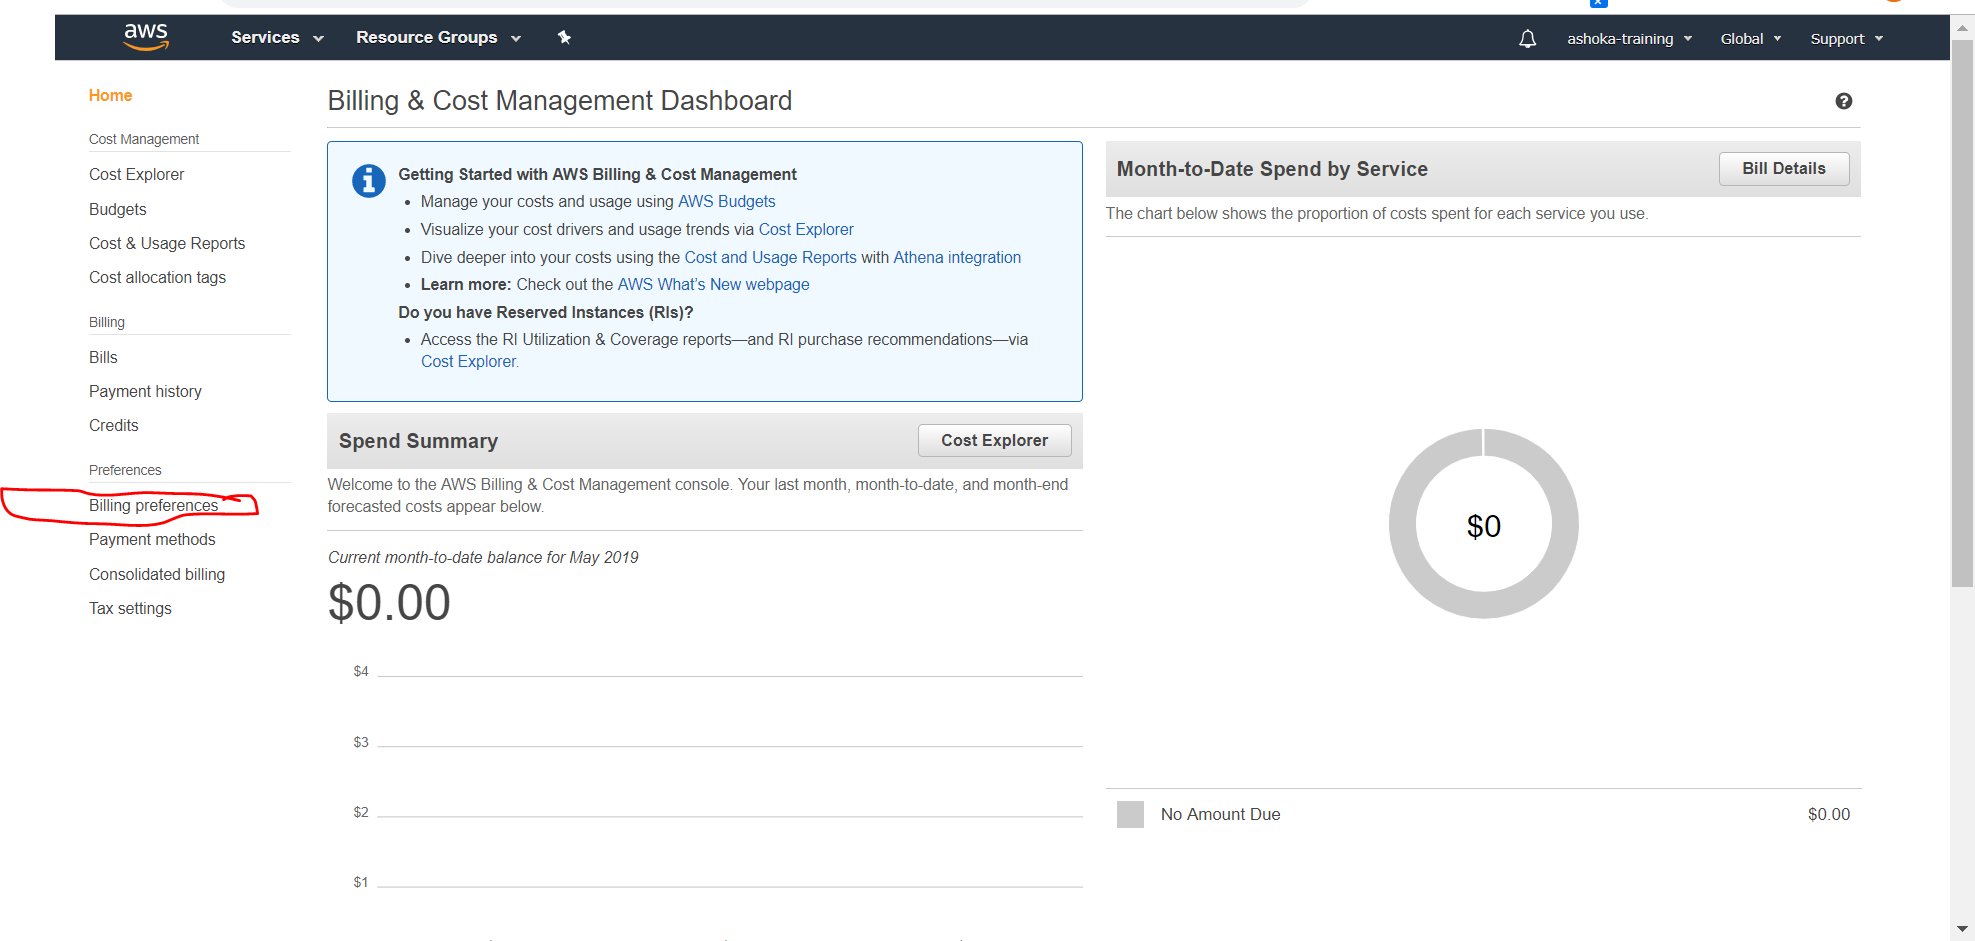 aws
Services
Resource Groups
ashoka-training
Global
Support
Home
Cost Management
Cost Explorer
Budgets
Cost & Usage Reports
Cost allocation tags
Billing
Bills
Payment history
Credits
Preferences
Billing preferences
Payment methods
Consolidated billing
Tax settings
Billing & Cost Management Dashboard
?
i
Getting Started with AWS Billing & Cost Management
• Manage your costs and usage using AWS Budgets
• Visualize your cost drivers and usage trends via Cost Explorer
• Dive deeper into your costs using the Cost and Usage Reports with Athena integration
• Learn more: Check out the AWS What's New webpage
Do you have Reserved Instances (RIs)?
• Access the RI Utilization & Coverage reports—and RI purchase recommendations—via
Cost Explorer.
Spend Summary
Cost Explorer
Welcome to the AWS Billing & Cost Management console. Your last month, month-to-date, and month-end
forecasted costs appear below.
Current month-to-date balance for May 2019
$0.00
$4
$3
$2
$1
Month-to-Date Spend by Service
Bill Details
The chart below shows the proportion of costs spent for each service you use.
$0
No Amount Due
$0.00